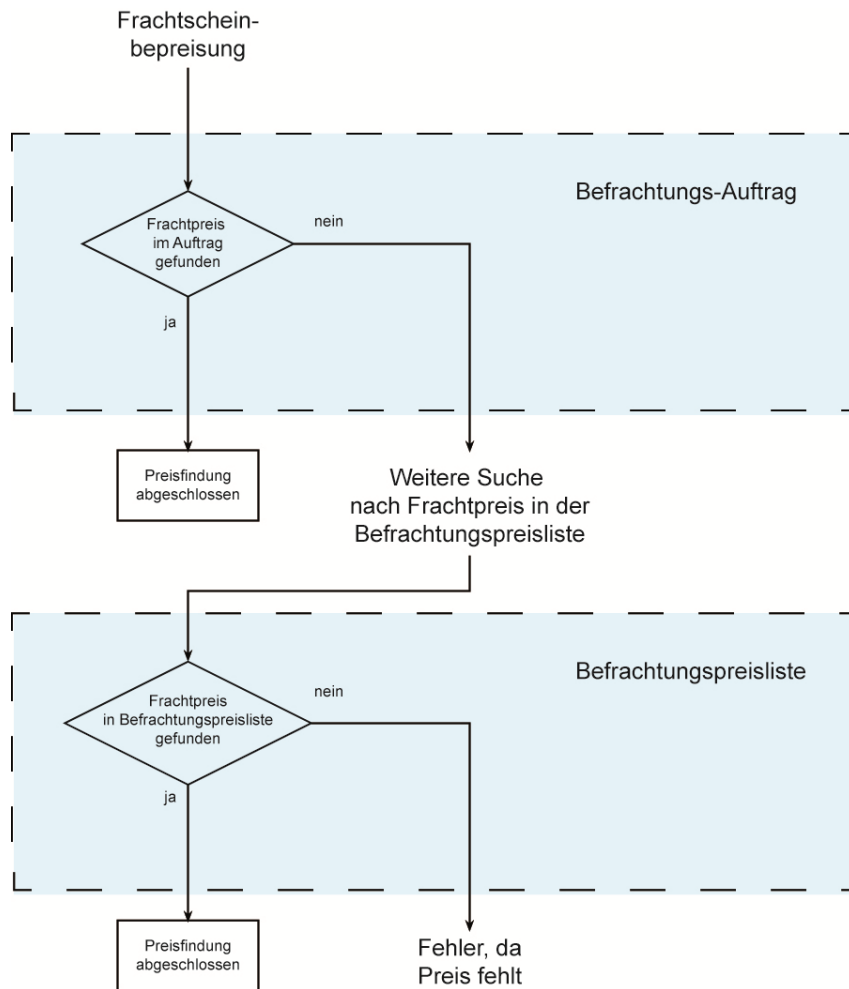 Frachtschein-
bepreisung
Befrachtungs-Auftrag
Frachtpreis
im Auftrag
gefunden
nein
ja
Preisfindung
abgeschlossen
Weitere Suche
nach Frachtpreis in der
Befrachtungspreisliste
Befrachtungspreisliste
Frachtpreis
in Befrachtungspreisliste
gefunden
nein
ja
Preisfindung
abgeschlossen
Fehler, da
Preis fehlt